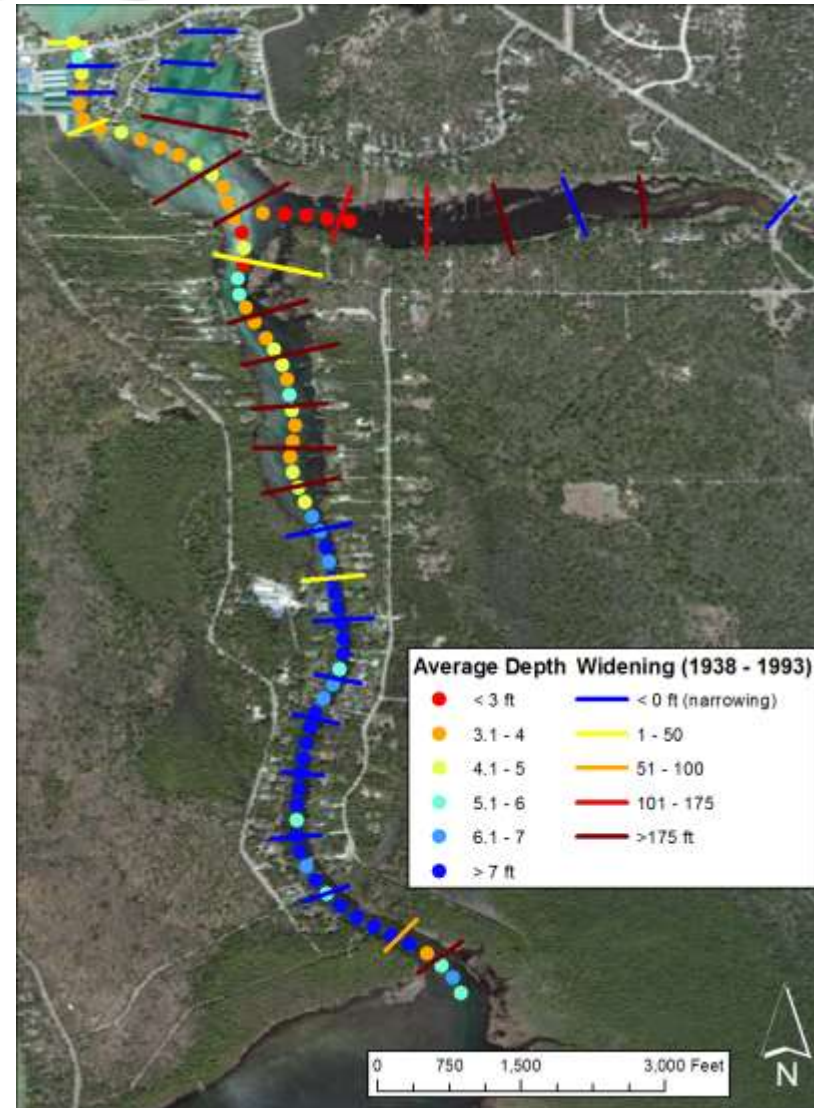 Average Depth Widening (1938 - 1993)
< 3 ft < 0 ft (narrowing)
3.1 - 4 1 - 50
4.1 - 5 51 - 100
5.1 - 6 101 - 175
6.1 - 7 >175 ft
> 7 ft
0 750 1,500 3,000 Feet
N